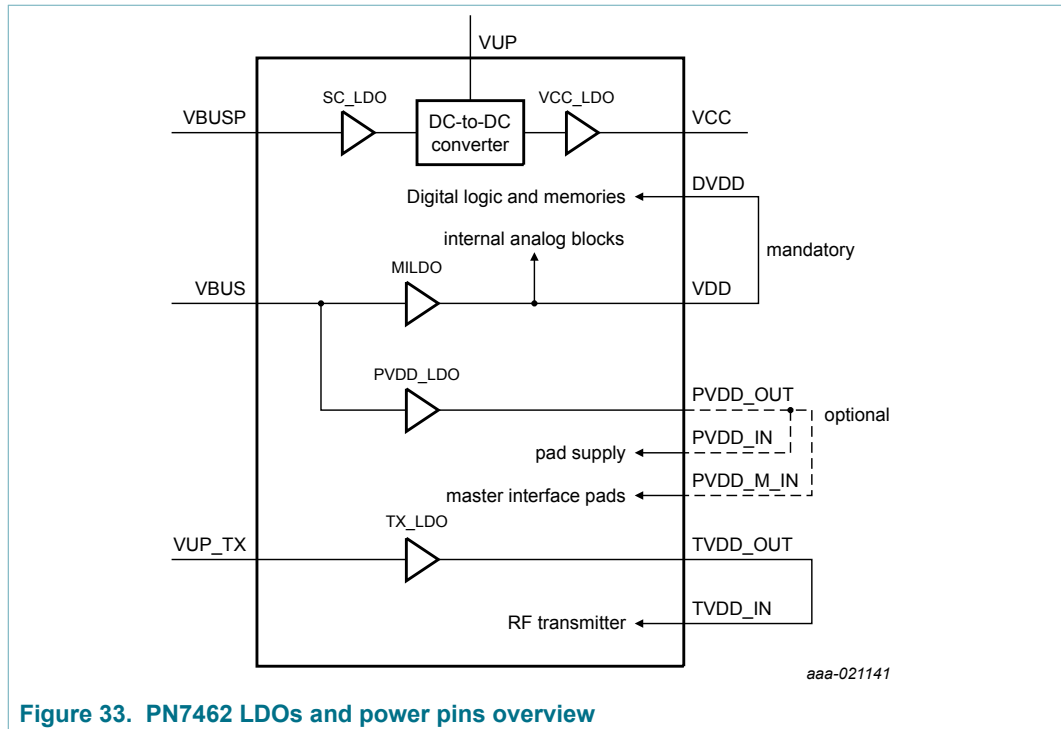 VUP
SC_LDO
VCC_LDO
VBUSP
DC-to-DC
converter
VCC
DVDD
Digital logic and memories
internal analog blocks
mandatory
MILDO
VBUS
VDD
PVDD_LDO
PVDD_OUT
optional
PVDD_IN
pad supply
PVDD_M_IN
master interface pads
TX_LDO
VUP_TX
TVDD_OUT
TVDD_IN
RF transmitter
aaa-021141
Figure 33. PN7462 LDOs and power pins overview